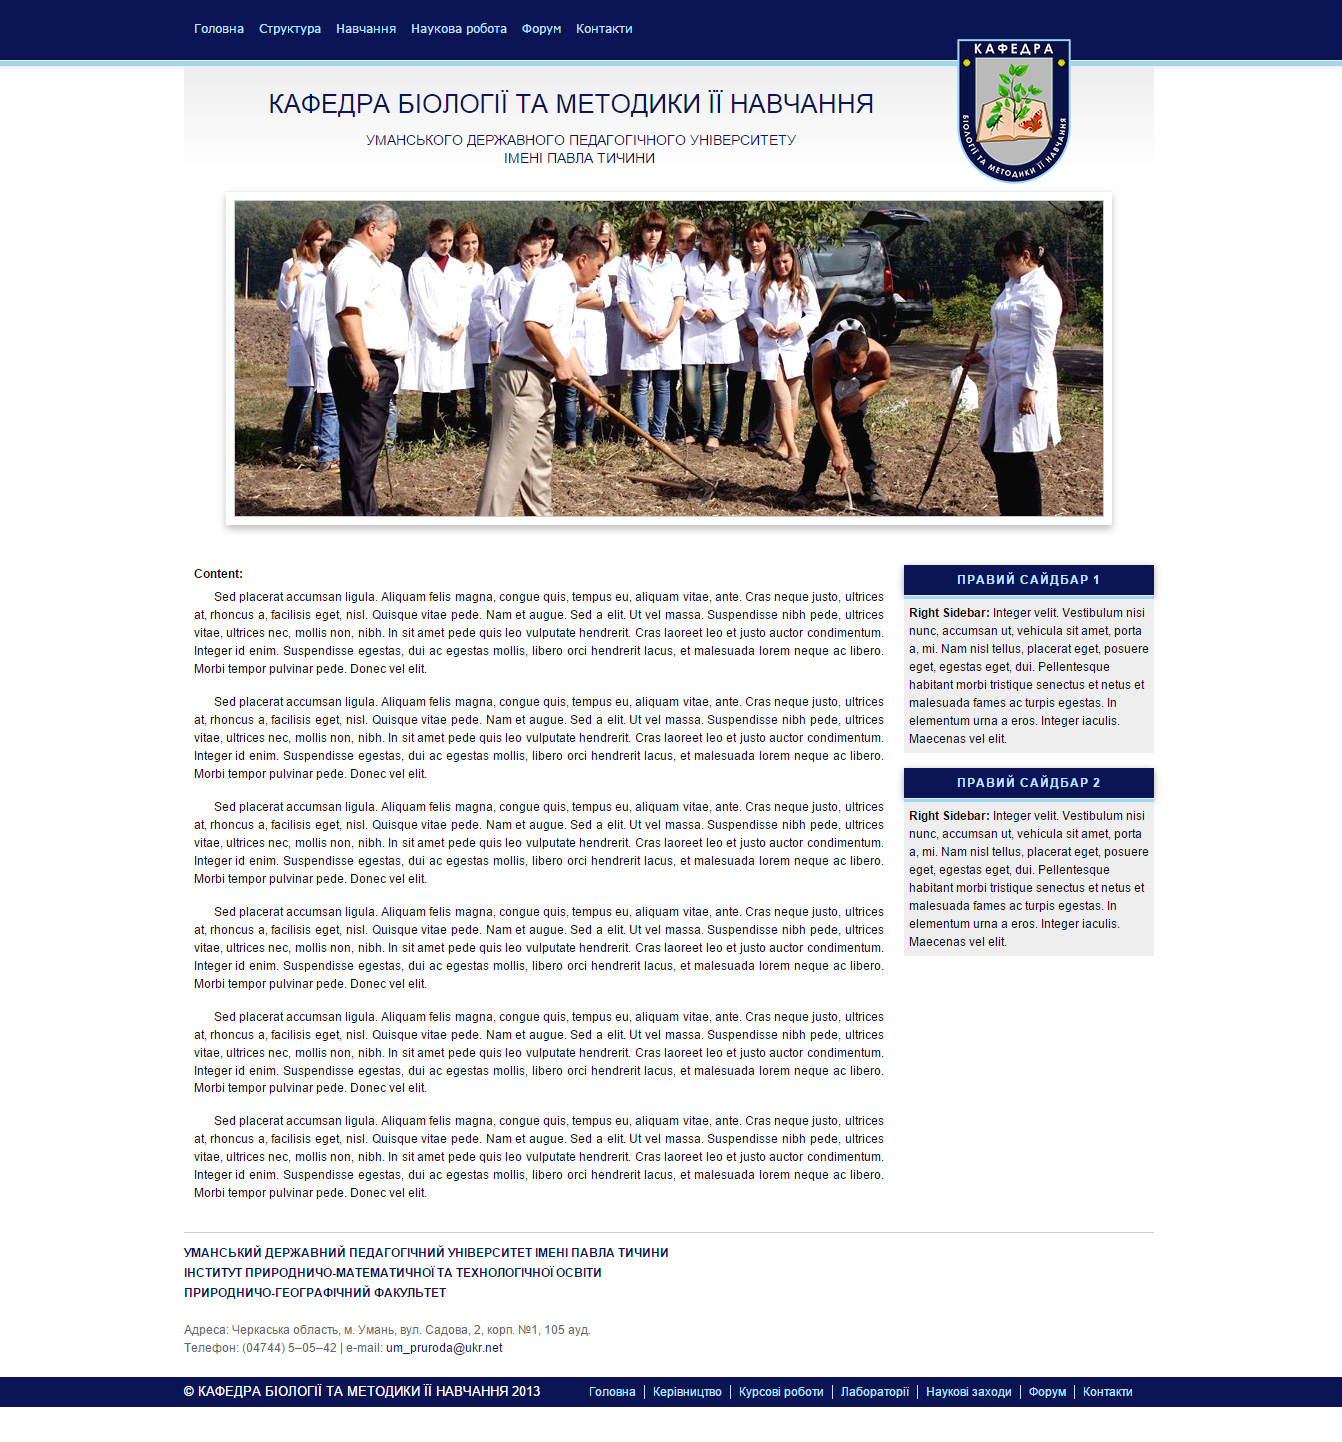 Головна Структура Навчання Наукова робота Форум Контакти
КАФЕДРА
БІОЛОГІЇ ТА МЕТОДИКИ ЇЇ НАВЧАННЯ
КАФЕДРА БІОЛОГІЇ ТА МЕТОДИКИ ЇЇ НАВЧАННЯ
УМАНСЬКОГО ДЕРЖАВНОГО ПЕДАГОГІЧНОГО УНІВЕРСИТЕТУ
ІМЕНІ ПАВЛА ТИЧИНИ
Content:
Sed placerat accumsan ligula. Aliquam felis magna, congue quis, tempus eu, aliquam vitae, ante. Cras neque justo, ultrices
at, rhoncus a, facilisis eget, nisl. Quisque vitae pede. Nam et augue. Sed a elit. Ut vel massa. Suspendisse nibh pede, ultrices
vitae, ultrices nec, mollis non, nibh. In sit amet pede quis leo vulputate hendrerit. Cras laoreet leo et justo auctor condimentum.
Integer id enim. Suspendisse egestas, dui ac egestas mollis, libero orci hendrerit lacus, et malesuada lorem neque ac libero.
Morbi tempor pulvinar pede. Donec vel elit.
Sed placerat accumsan ligula. Aliquam felis magna, congue quis, tempus eu, aliquam vitae, ante. Cras neque justo, ultrices
at, rhoncus a, facilisis eget, nisl. Quisque vitae pede. Nam et augue. Sed a elit. Ut vel massa. Suspendisse nibh pede, ultrices
vitae, ultrices nec, mollis non, nibh. In sit amet pede quis leo vulputate hendrerit. Cras laoreet leo et justo auctor condimentum.
Integer id enim. Suspendisse egestas, dui ac egestas mollis, libero orci hendrerit lacus, et malesuada lorem neque ac libero.
Morbi tempor pulvinar pede. Donec vel elit.
Sed placerat accumsan ligula. Aliquam felis magna, congue quis, tempus eu, aliquam vitae, ante. Cras neque justo, ultrices
at, rhoncus a, facilisis eget, nisl. Quisque vitae pede. Nam et augue. Sed a elit. Ut vel massa. Suspendisse nibh pede, ultrices
vitae, ultrices nec, mollis non, nibh. In sit amet pede quis leo vulputate hendrerit. Cras laoreet leo et justo auctor condimentum.
Integer id enim. Suspendisse egestas, dui ac egestas mollis, libero orci hendrerit lacus, et malesuada lorem neque ac libero.
Morbi tempor pulvinar pede. Donec vel elit.
Sed placerat accumsan ligula. Aliquam felis magna, congue quis, tempus eu, aliquam vitae, ante. Cras neque justo, ultrices
at, rhoncus a, facilisis eget, nisl. Quisque vitae pede. Nam et augue. Sed a elit. Ut vel massa. Suspendisse nibh pede, ultrices
vitae, ultrices nec, mollis non, nibh. In sit amet pede quis leo vulputate hendrerit. Cras laoreet leo et justo auctor condimentum.
Integer id enim. Suspendisse egestas, dui ac egestas mollis, libero orci hendrerit lacus, et malesuada lorem neque ac libero.
Morbi tempor pulvinar pede. Donec vel elit.
Sed placerat accumsan ligula. Aliquam felis magna, congue quis, tempus eu, aliquam vitae, ante. Cras neque justo, ultrices
at, rhoncus a, facilisis eget, nisl. Quisque vitae pede. Nam et augue. Sed a elit. Ut vel massa. Suspendisse nibh pede, ultrices
vitae, ultrices nec, mollis non, nibh. In sit amet pede quis leo vulputate hendrerit. Cras laoreet leo et justo auctor condimentum.
Integer id enim. Suspendisse egestas, dui ac egestas mollis, libero orci hendrerit lacus, et malesuada lorem neque ac libero.
Morbi tempor pulvinar pede. Donec vel elit.
Sed placerat accumsan ligula. Aliquam felis magna, congue quis, tempus eu, aliquam vitae, ante. Cras neque justo, ultrices
at, rhoncus a, facilisis eget, nisl. Quisque vitae pede. Nam et augue. Sed a elit. Ut vel massa. Suspendisse nibh pede, ultrices
vitae, ultrices nec, mollis non, nibh. In sit amet pede quis leo vulputate hendrerit. Cras laoreet leo et justo auctor condimentum.
Integer id enim. Suspendisse egestas, dui ac egestas mollis, libero orci hendrerit lacus, et malesuada lorem neque ac libero.
Morbi tempor pulvinar pede. Donec vel elit.
ПРАВИЙ САЙДБАР 1
Right Sidebar: Integer velit. Vestibulum nisi
nunc, accumsan ut, vehicula sit amet, porta
a, mi. Nam nisl tellus, placerat eget, posuere
eget, egestas eget, dui. Pellentesque
habitant morbi tristique senectus et netus et
malesuada fames ac turpis egestas. In
elementum urna a eros. Integer iaculis.
Maecenas vel elit.
ПРАВИЙ САЙДБАР 2
Right Sidebar: Integer velit. Vestibulum nisi
nunc, accumsan ut, vehicula sit amet, porta
a, mi. Nam nisl tellus, placerat eget, posuere
eget, egestas eget, dui. Pellentesque
habitant morbi tristique senectus et netus et
malesuada fames ac turpis egestas. In
elementum urna a eros. Integer iaculis.
Maecenas vel elit.
УМАНСЬКИЙ ДЕРЖАВНИЙ ПЕДАГОГІЧНИЙ УНІВЕРСИТЕТ ІМЕНІ ПАВЛА ТИЧИНИ
ІНСТИТУТ ПРИРОДНИЧО-МАТЕМАТИЧНОЇ ТА ТЕХНОЛОГІЧНОЇ ОСВІТИ
ПРИРОДНИЧО-ГЕОГРАФІЧНИЙ ФАКУЛЬТЕТ
Адреса: Черкаська область, м. Умань, вул. Садова, 2, корп. №1, 105 ауд.
Телефон: (04744) 5–05–42 | e-mail: um_pruroda@ukr.net
© КАФЕДРА БІОЛОГІЇ ТА МЕТОДИКИ ЇЇ НАВЧАННЯ 2013
Головна | Керівництво | Курсові роботи | Лабораторії | Наукові заходи | Форум | Контакти